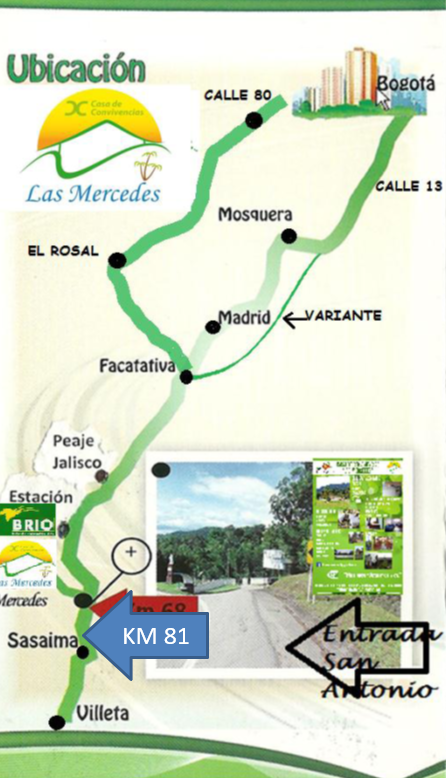 Ubicación
Casa de
Convivencias
Las Mercedes
CALLE 80
Bogotá
CALLE 13
Mosquera
EL ROSAL
Madrid
VARIANTE
Facatativa
Peaje
Jalisco
Estación
BRIO
Mercedes
Km 68
KM 81
Sasaima
Entrada
San
Antonio
Villeta